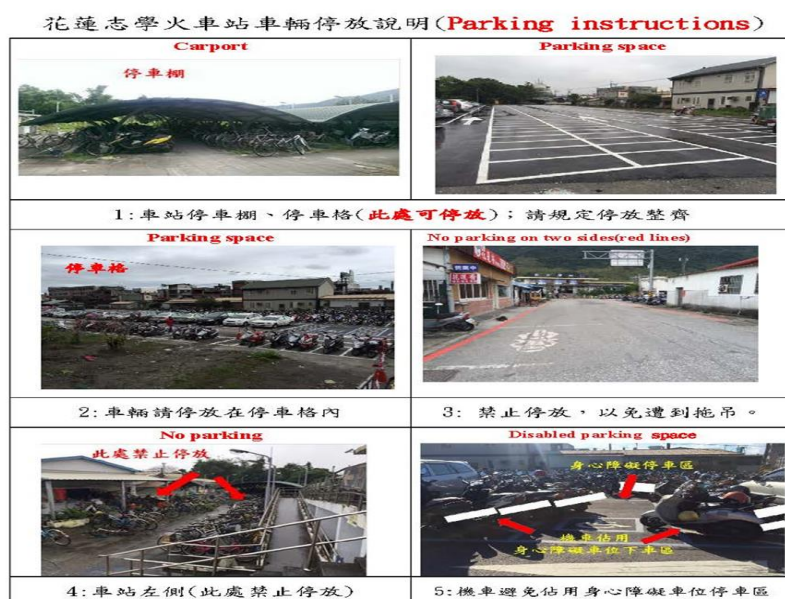 花蓮志學火車站車輛停放說明(Parking instructions)
Carport
停車棚
Parking space
1:車站停車棚、停車格(此處可停放)；請規定停放整齊
Parking space
停車格
No parking on two sides(red lines)
2:車輛請停放在停車格內
3: 禁止停放，以免遭到拖吊。
No parking
此處禁止停放
Disabled parking space
身心障礙停車區
機車佔用
身心障礙車位下車區
4:車站左側(此處禁止停放)
5:機車避免佔用身心障礙車位停車區